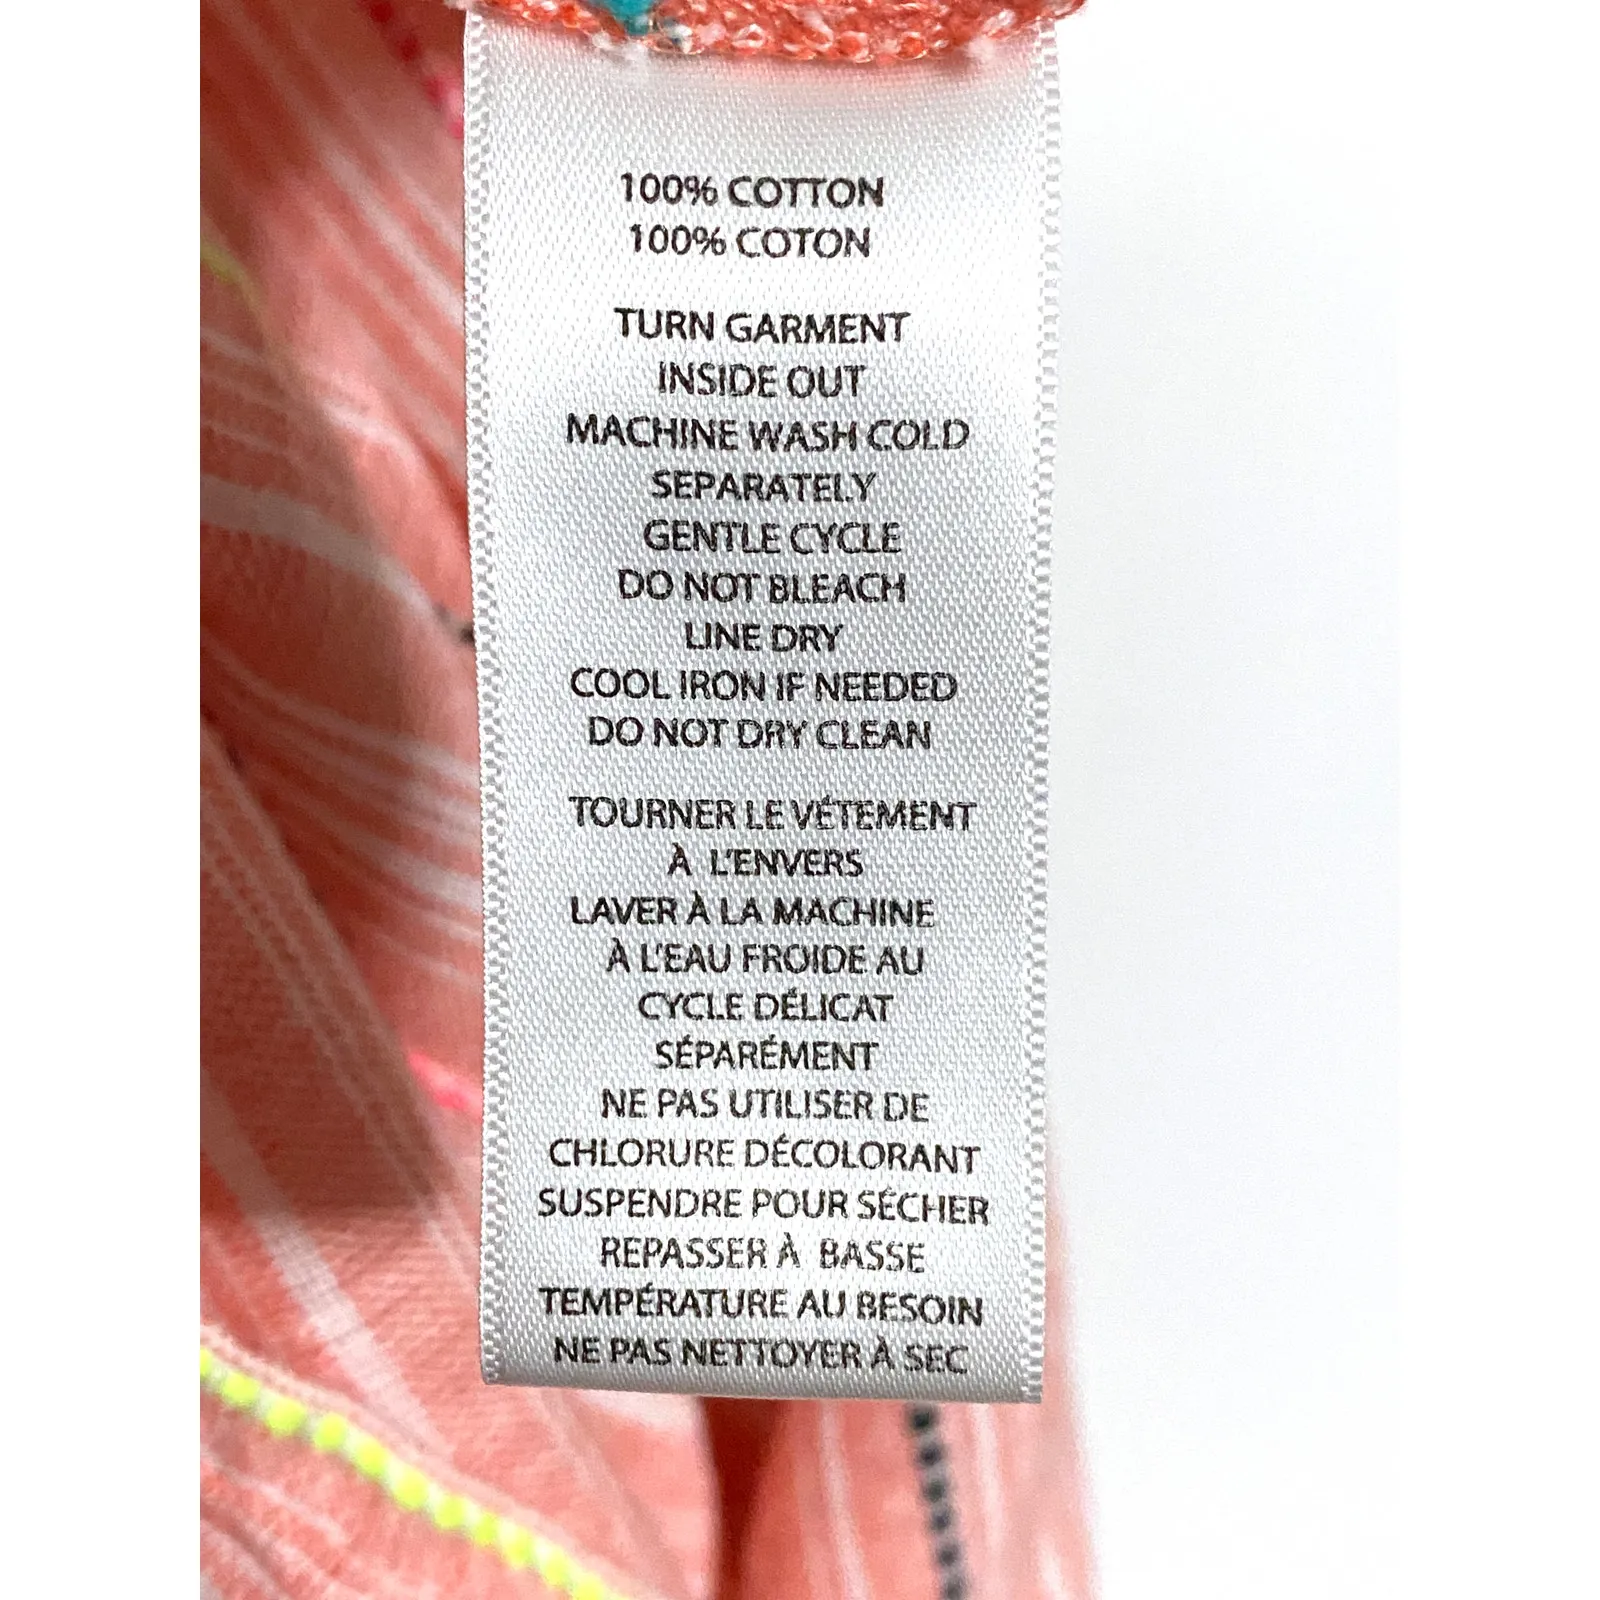 100% COTTON
100% COTON
TURN GARMENT
INSIDE OUT
MACHINE WASH COLD
SEPARATELY
GENTLE CYCLE
DO NOT BLEACH
LINE DRY
COOL IRON IF NEEDED
DO NOT DRY CLEAN
TOURNER LE VÉTEMENT
À L'ENVERS
LAVER À LA MACHINE
À L'EAU FROIDE AU
CYCLE DÉLICAT
SÉPARÉMENT
NE PAS UTILISER DE
CHLORURE DÉCOLORANT
SUSPENDRE POUR SÉCHER
REPASSER À BASSE
TEMPÉRATURE AU BESOIN
NE PAS NETTOYER À SEC